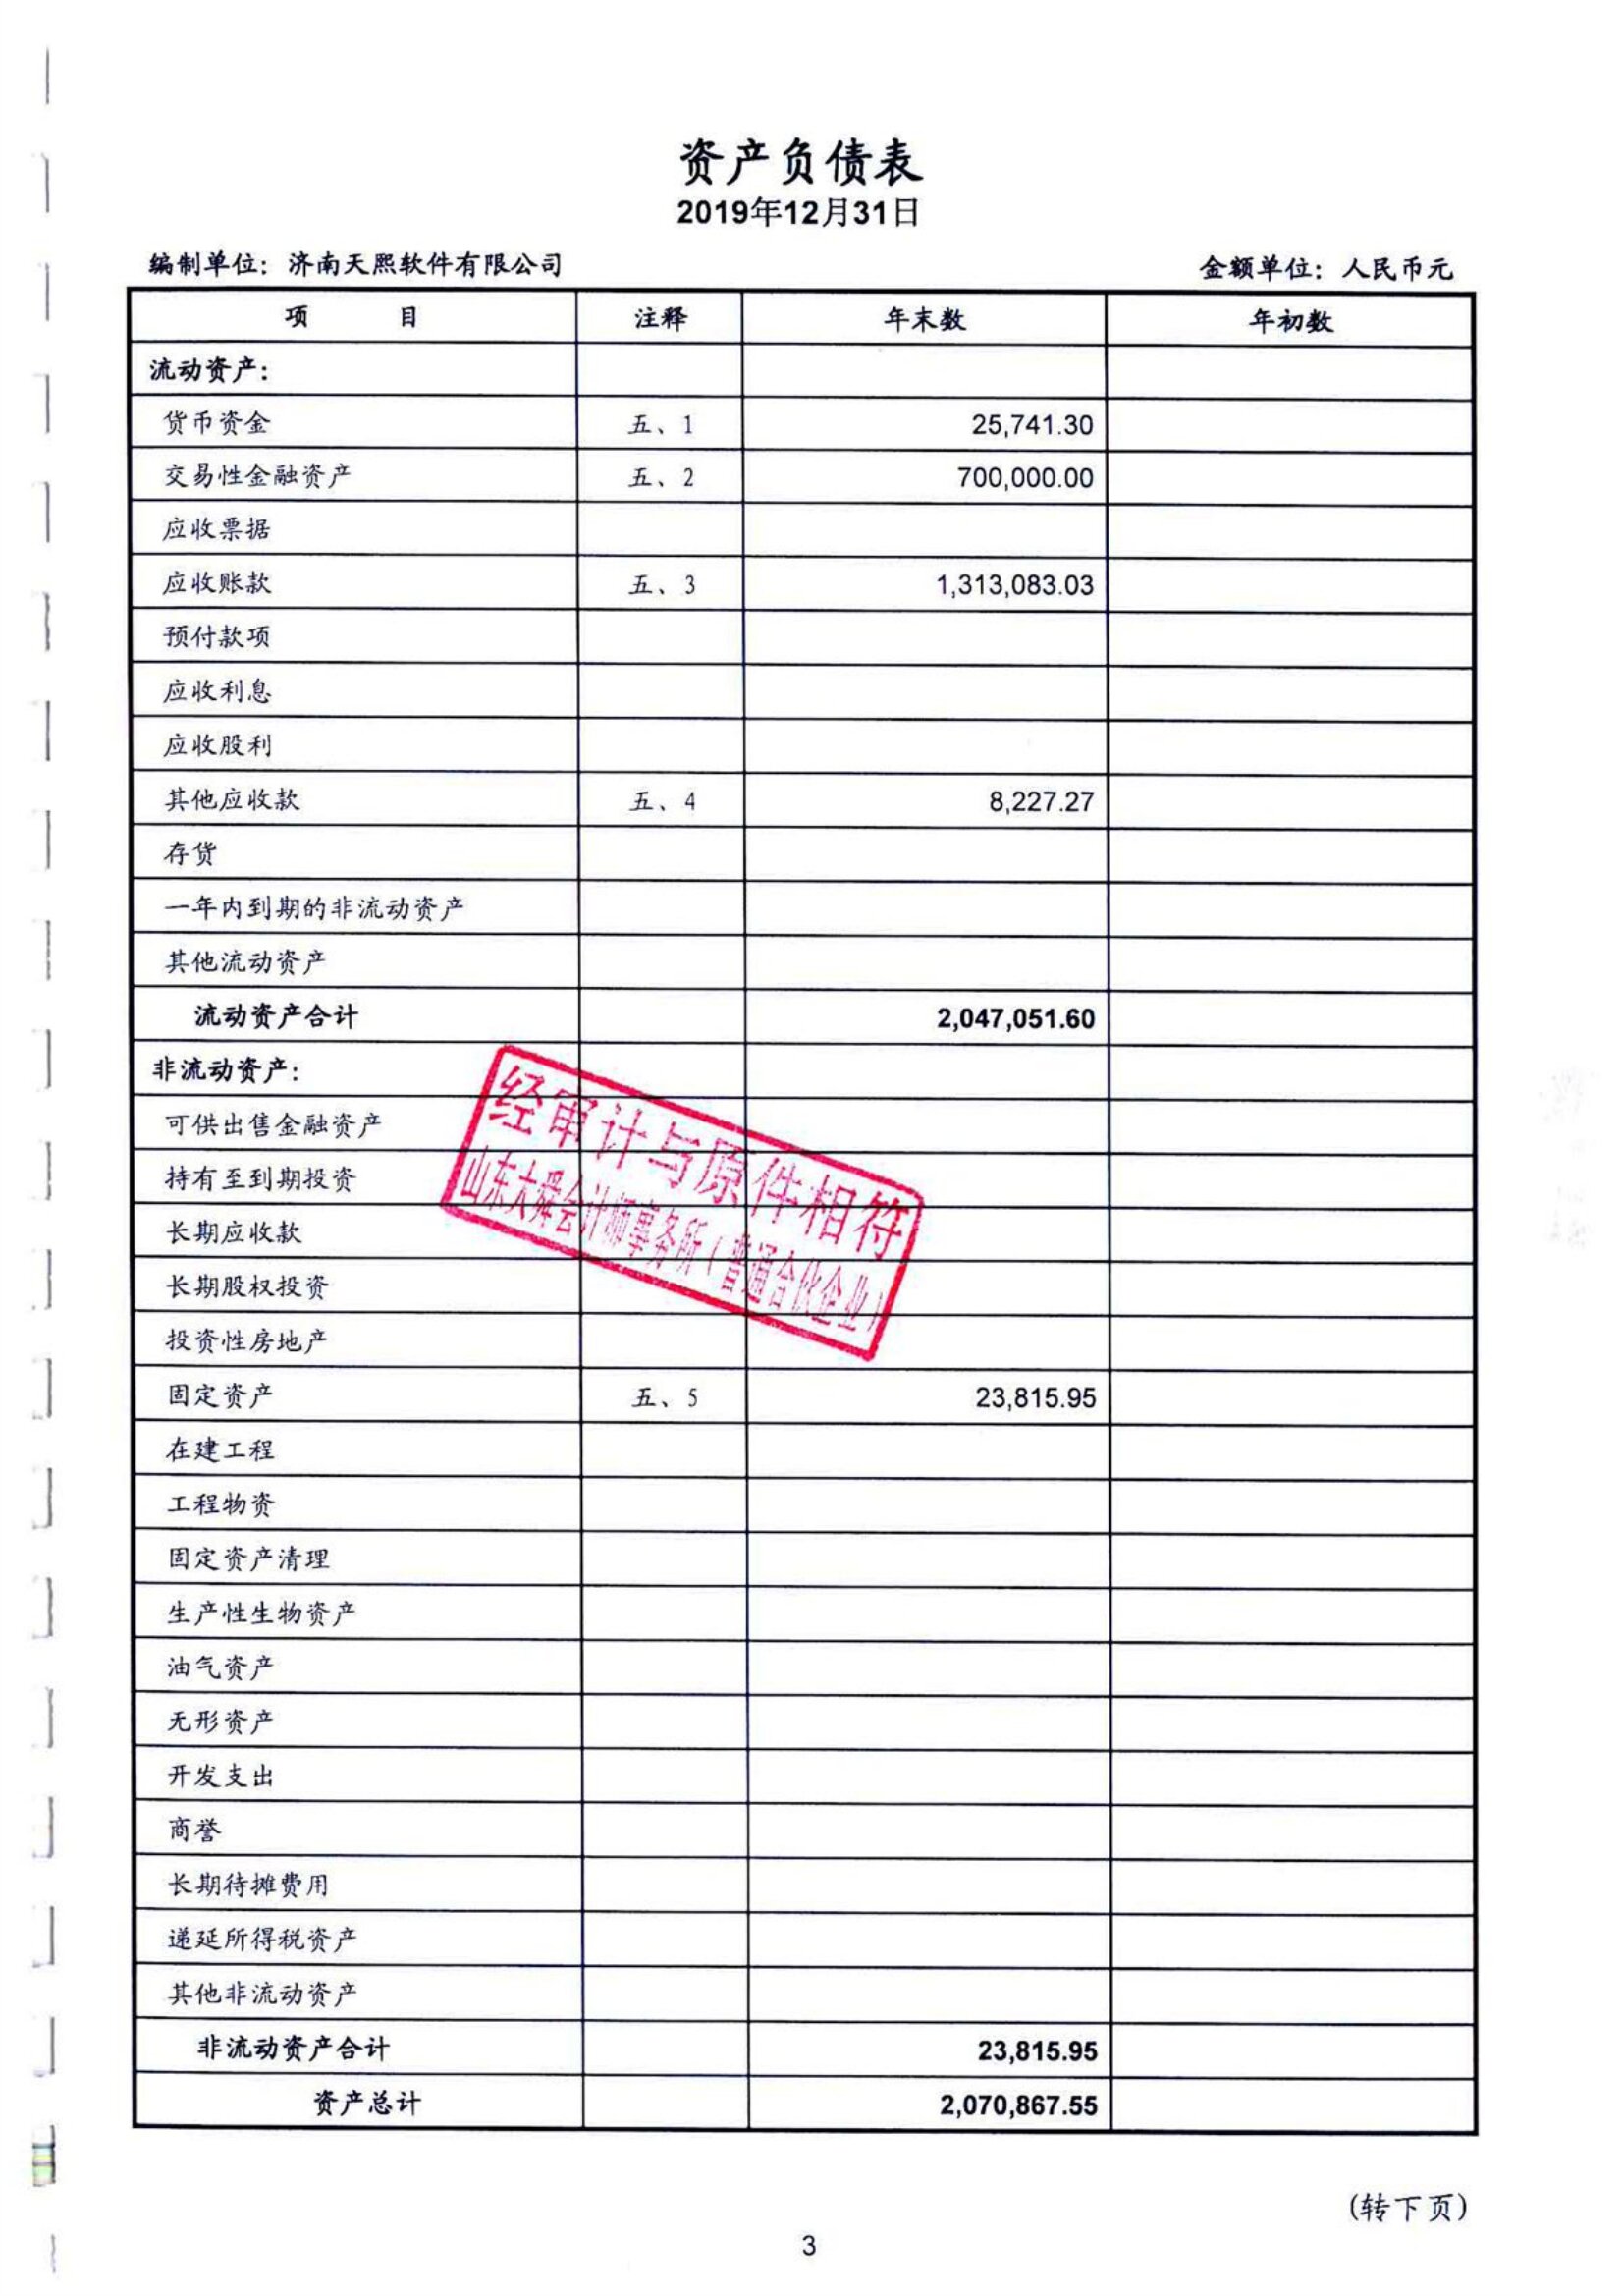 资产负债表
2019年12月31日
编制单位：济南天熙软件有限公司 金额单位：人民币元
项 目 注释 年末数 年初数
流动资产：
货币资金 五、1 25,741.30
交易性金融资产 五、2 700,000.00
应收票据
应收账款 五、3 1,313,083.03
预付款项
应收利息
应收股利
其他应收款 五、4 8,227.27
存货
一年内到期的非流动资产
其他流动资产
流动资产合计 2,047,051.60
非流动资产：
可供出售金融资产
持有至到期投资
长期应收款
长期股权投资
投资性房地产
经审计与原件相符
山东大舜会计师事务所（普通合伙企业）
固定资产 五、5 23,815.95
在建工程
工程物资
固定资产清理
生产性生物资产
油气资产
无形资产
开发支出
商誉
长期待摊费用
递延所得税资产
其他非流动资产
非流动资产合计 23,815.95
资产总计 2,070,867.55
(转下页)
3